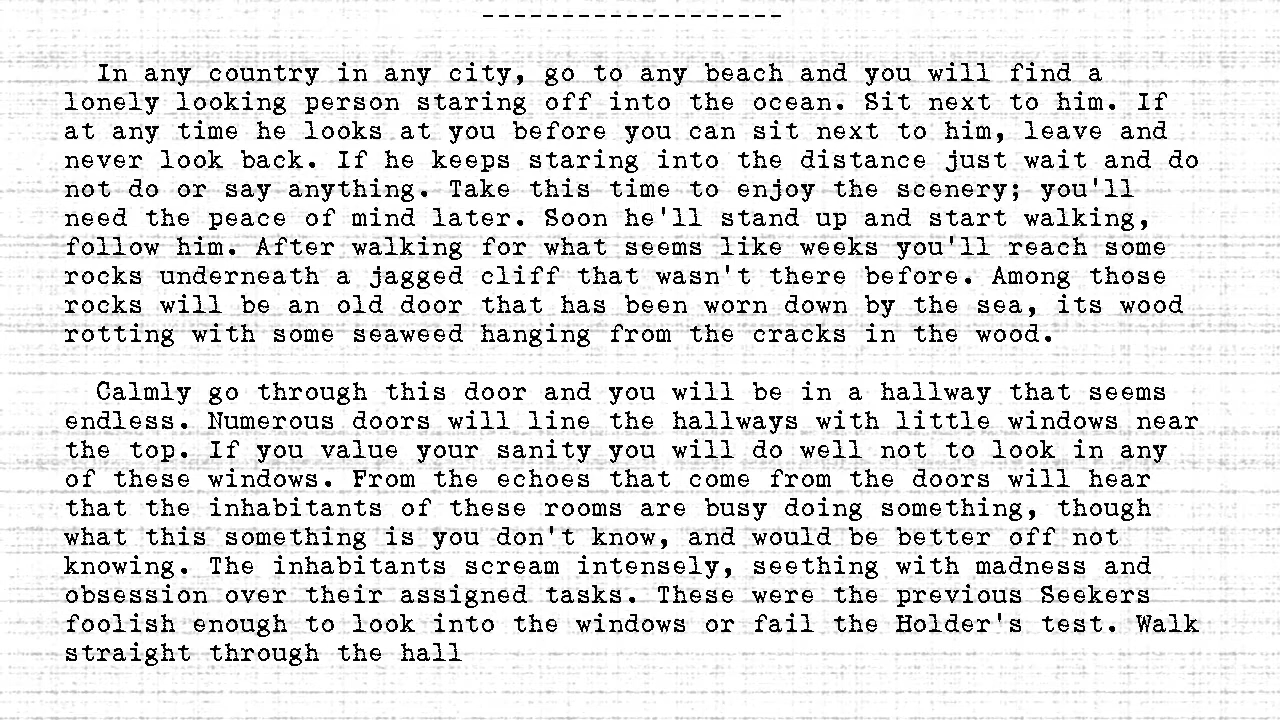 -------------------
In any country in any city, go to any beach and you will find a
lonely looking person staring off into the ocean. Sit next to him. If
at any time he looks at you before you can sit next to him, leave and
never look back. If he keeps staring into the distance just wait and do
not do or say anything. Take this time to enjoy the scenery; you'll
need the peace of mind later. Soon he'll stand up and start walking,
follow him. After walking for what seems like weeks you'll reach some
rocks underneath a jagged cliff that wasn't there before. Among those
rocks will be an old door that has been worn down by the sea, its wood
rotting with some seaweed hanging from the cracks in the wood.
Calmly go through this door and you will be in a hallway that seems
endless. Numerous doors will line the hallways with little windows near
the top. If you value your sanity you will do well not to look in any
of these windows. From the echoes that come from the doors will hear
that the inhabitants of these rooms are busy doing something, though
what this something is you don't know, and would be better off not
knowing. The inhabitants scream intensely, seething with madness and
obsession over their assigned tasks. These were the previous Seekers
foolish enough to look into the windows or fail the Holder's test. Walk
straight through the hall